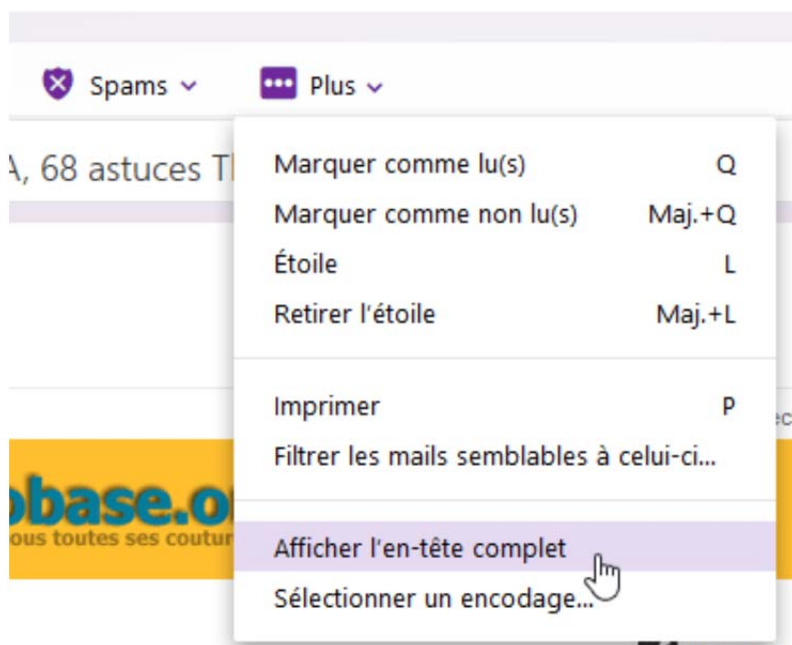 Spams
Plus
A, 68 astuces
Marquer comme lu(s) Q
Marquer comme non lu(s) Maj.+Q
Étoile L
Retirer l'étoile Maj.+L
Imprimer P
Filtrer les mails semblables à celui-ci...
obase.o
ous toutes ses coutur
Afficher l'en-tête complet
Sélectionner un encodage...